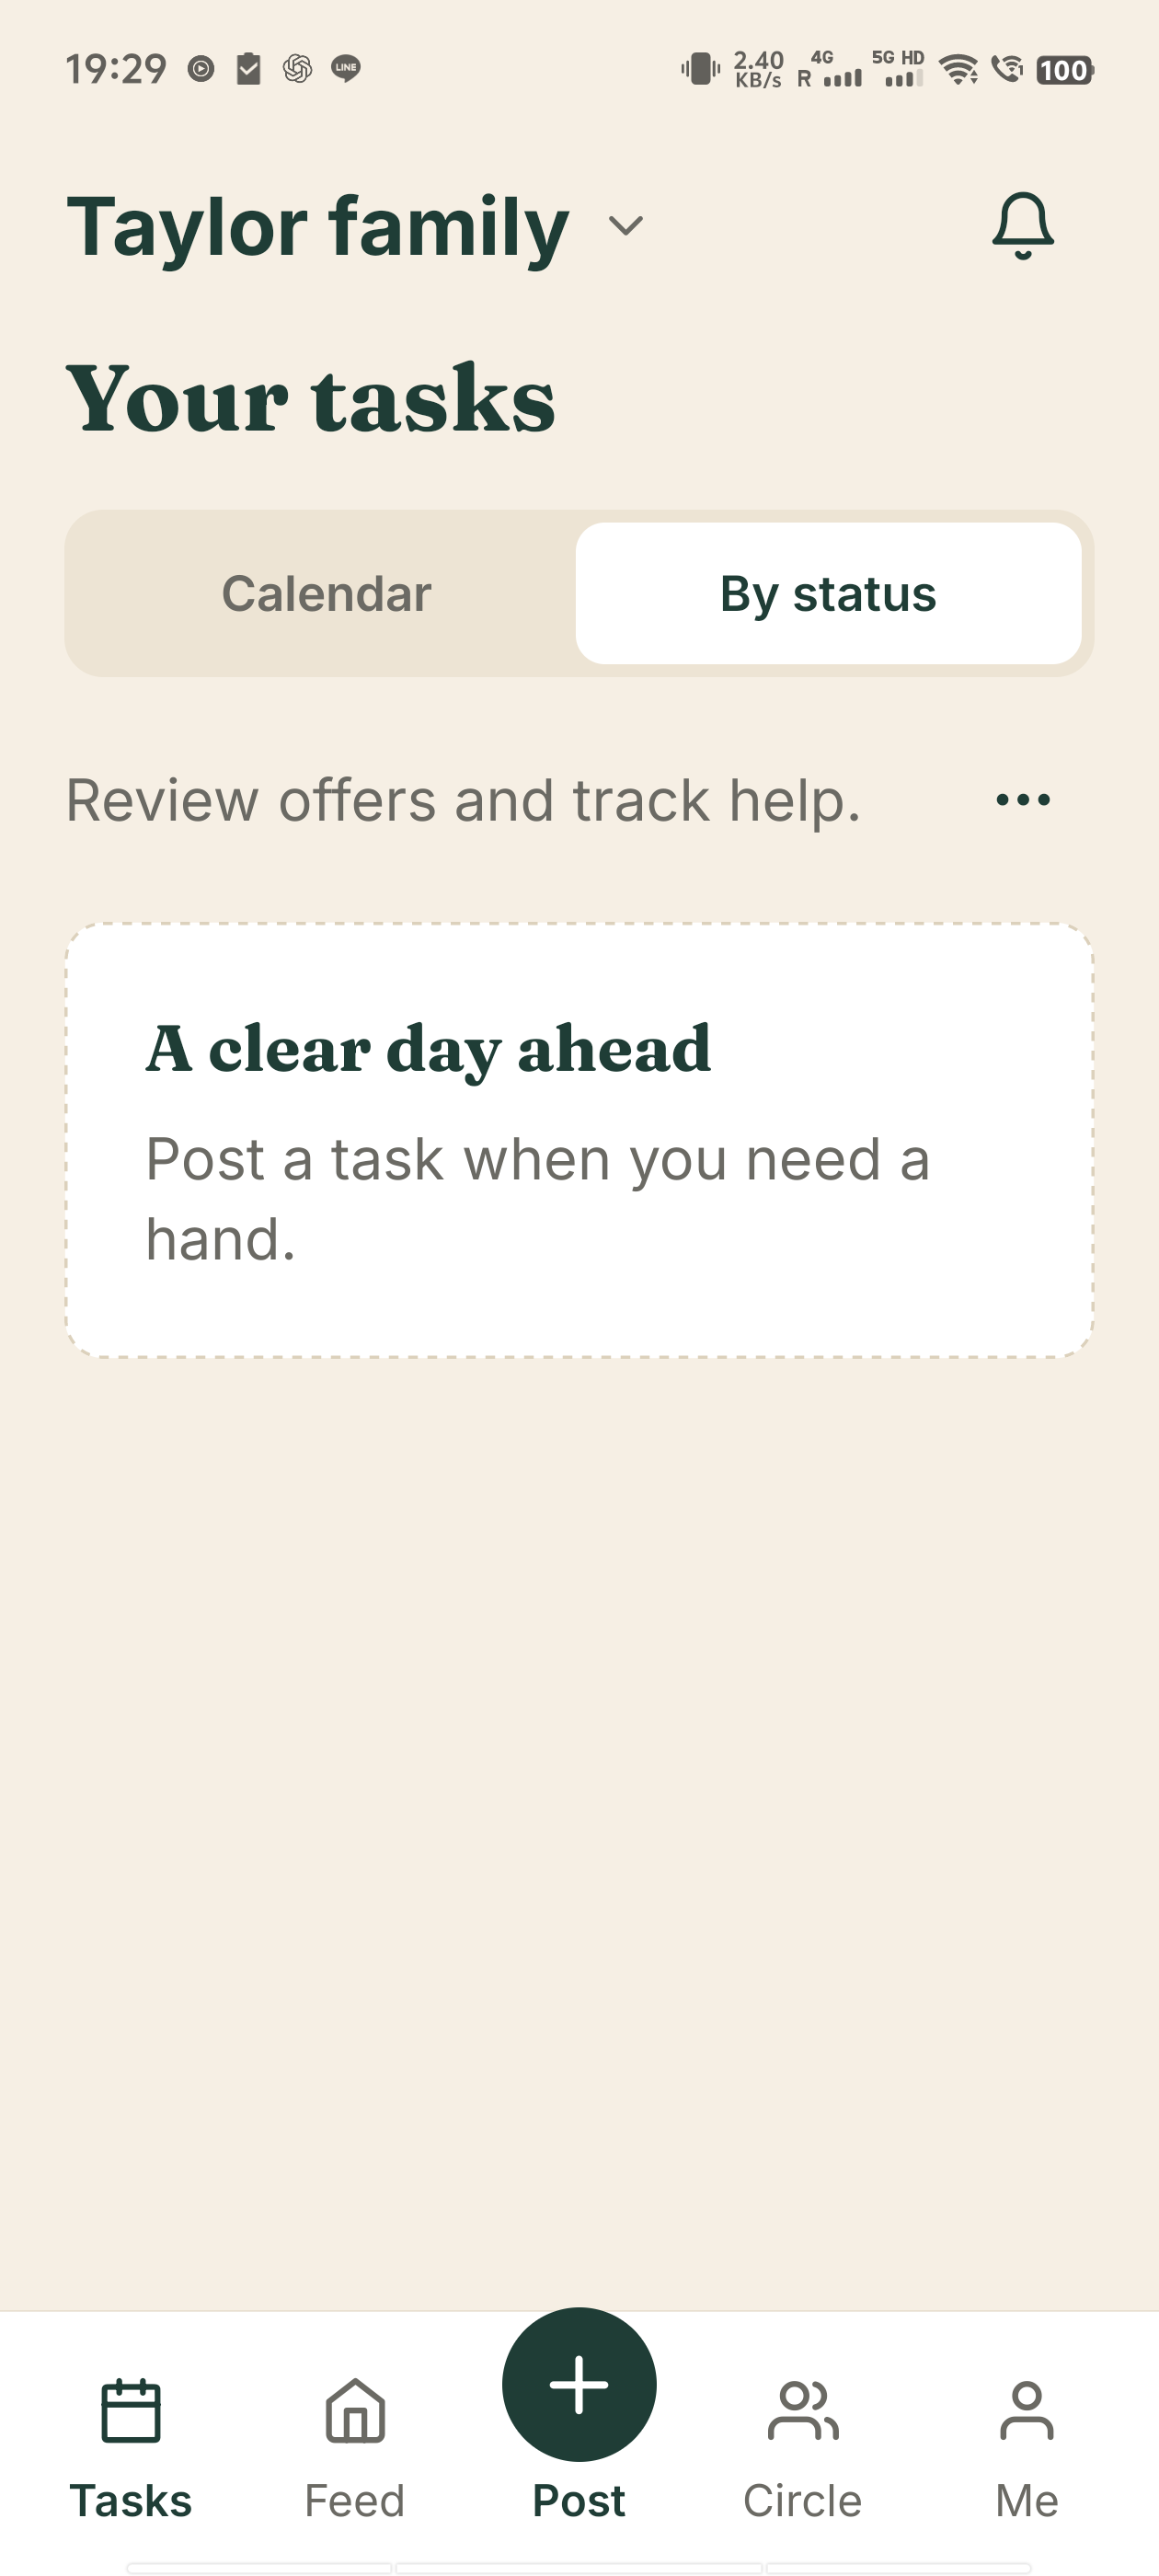 19:29
LINE
2.40 KB/s
R 4G
5G HD
100
Taylor family
Your tasks
Calendar
By status
Review offers and track help.
A clear day ahead
Post a task when you need a
hand.
Tasks
Feed
Post
Circle
Me